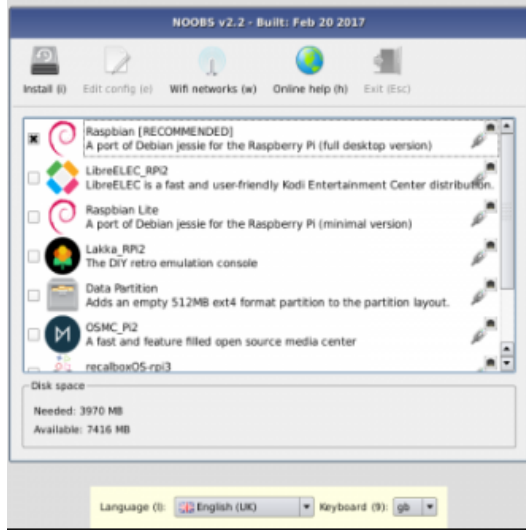 NOOBS v2.2 - Built: Feb 20 2017
Install (i) Edit config (e) Wifi networks (w) Online help (h) Exit (Esc)
Raspbian [RECOMMENDED]
A port of Debian jessie for the Raspberry Pi (full desktop version)
LibreELEC_RPi2
LibreELEC is a fast and user-friendly Kodi Entertainment Center distribution.
Raspbian Lite
A port of Debian jessie for the Raspberry Pi (minimal version)
Lakka_RPi2
The DIY retro emulation console
Data Partition
Adds an empty 512MB ext4 format partition to the partition layout.
OSMC_Pi2
A fast and feature filled open source media center
recalboxOS-rpi3
Disk space
Needed: 3970 MB
Available: 7416 MB
Language (l): English (UK) Keyboard (9): gb